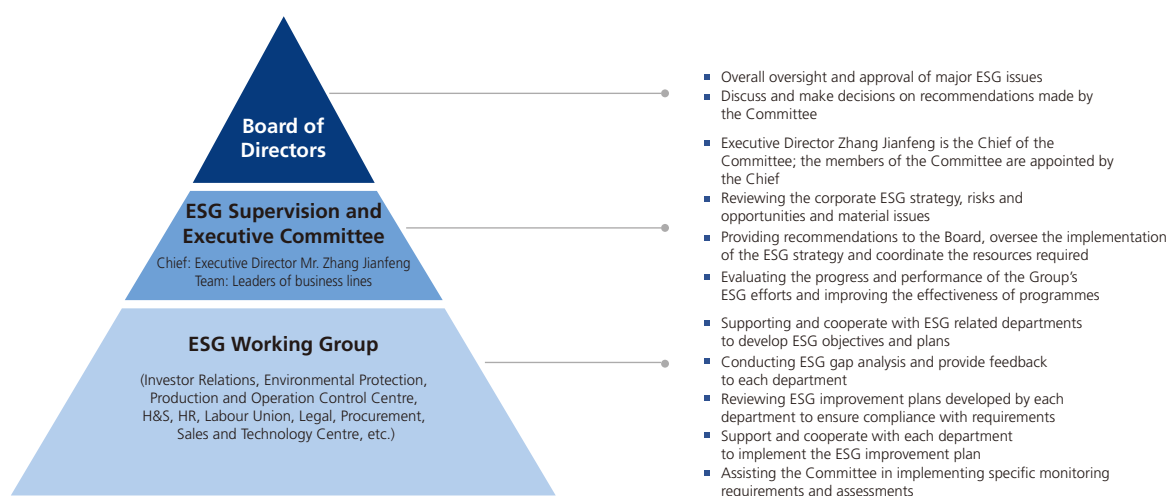 Board of
Directors
ESG Supervision and
Executive Committee
Chief: Executive Director Mr. Zhang Jianfeng
Team: Leaders of business lines
ESG Working Group
(Investor Relations, Environmental Protection,
Production and Operation Control Centre,
H&S, HR, Labour Union, Legal, Procurement,
Sales and Technology Centre, etc.)
Overall oversight and approval of major ESG issues
Discuss and make decisions on recommendations made by
the Committee
Executive Director Zhang Jianfeng is the Chief of the
Committee; the members of the Committee are appointed by
the Chief
Reviewing the corporate ESG strategy, risks and
opportunities and material issues
Providing recommendations to the Board, oversee the implementation
of the ESG strategy and coordinate the resources required
Evaluating the progress and performance of the Group's
ESG efforts and improving the effectiveness of programmes
Supporting and cooperate with ESG related departments
to develop ESG objectives and plans
Conducting ESG gap analysis and provide feedback
to each department
Reviewing ESG improvement plans developed by each
department to ensure compliance with requirements
Support and cooperate with each department
to implement the ESG improvement plan
Assisting the Committee in implementing specific monitoring
requirements and assessments